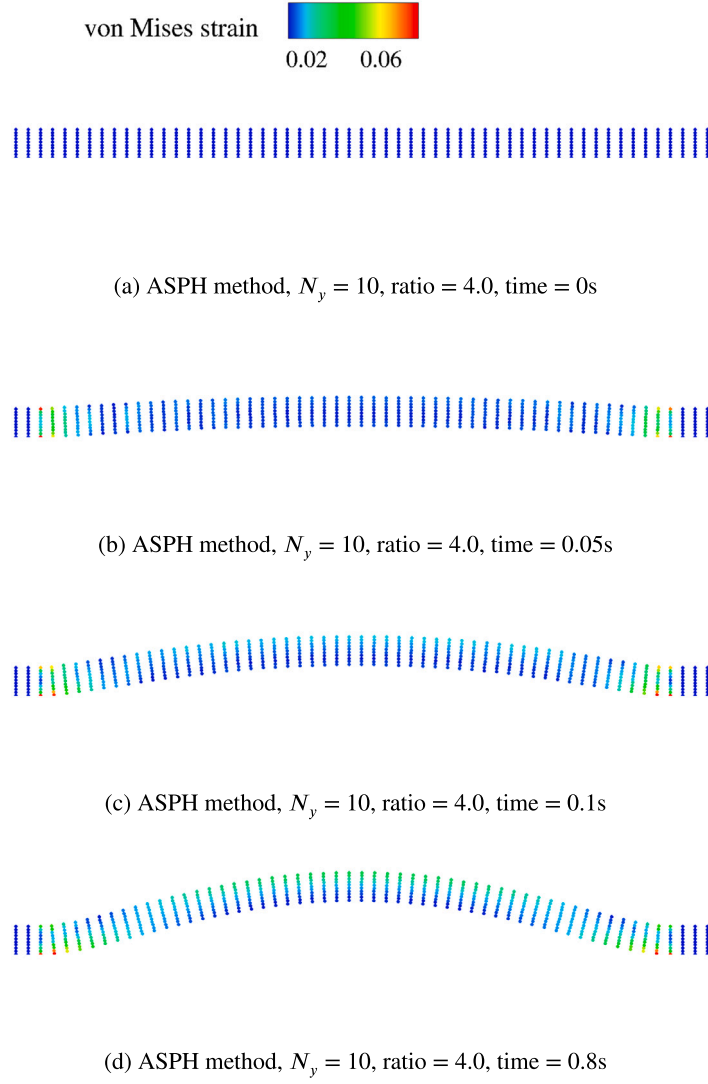 von Mises strain
0.02 0.06
(a) ASPH method, N_y = 10, ratio = 4.0, time = 0s
(b) ASPH method, N_y = 10, ratio = 4.0, time = 0.05s
(c) ASPH method, N_y = 10, ratio = 4.0, time = 0.1s
(d) ASPH method, N_y = 10, ratio = 4.0, time = 0.8s